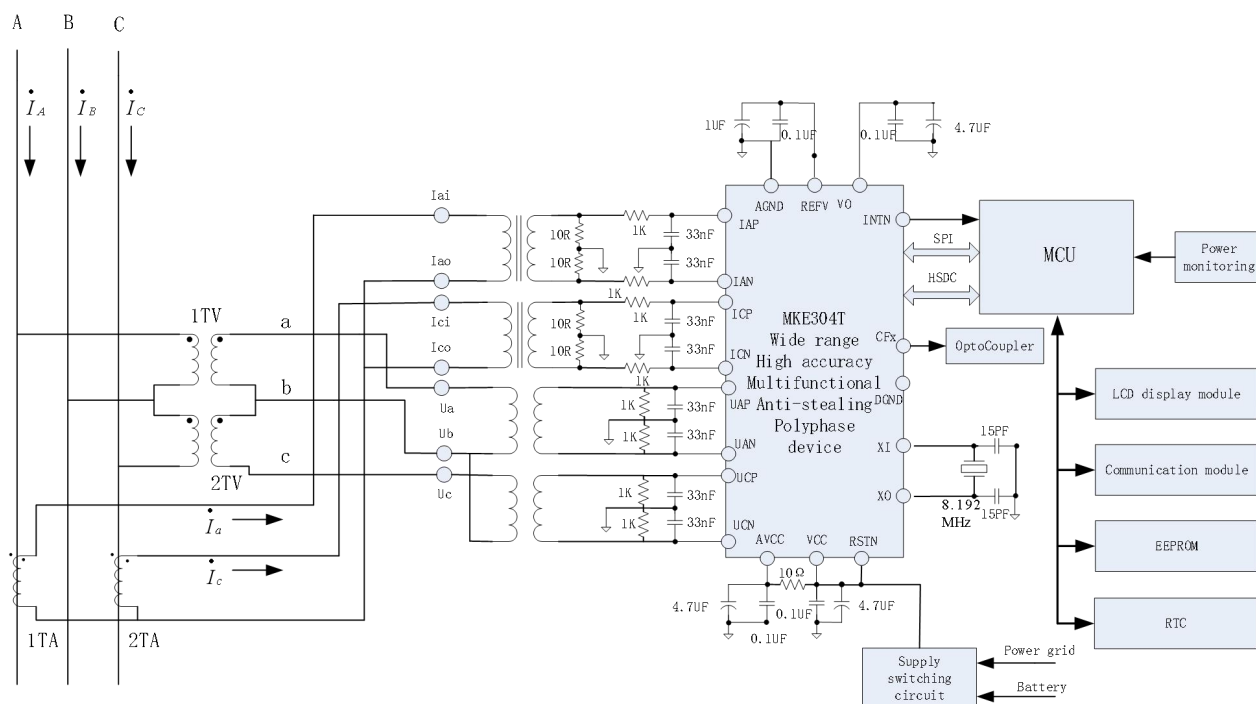 A
B
C
İA
İB
İC
1UF
0.1UF
0.1UF
4.7UF
AGND
REFV
VO
Iai
IAP
INTN
SPI
MCU
Power
monitoring
10R
10R
1K
33nF
33nF
Iao
1K
IAN
HSDC
Ici
1K
ICP
10R
10R
33nF
33nF
Ico
1K
ICN
MKE304T
Wide range
High accuracy
Multifunctional
Anti-stealing
Polyphase
device
CFx
OptoCoupler
1TV
a
b
c
2TV
Ua
1K
1K
33nF
33nF
UAP
UAN
DGND
LCD display module
Ub
Uc
XI
15PF
XO
8.192
MHz
15PF
Communication module
1K
1K
33nF
33nF
UCP
UCN
İa
İc
AVCC
VCC
RSTN
EEPROM
10Ω
4.7UF
0.1UF
0.1UF
4.7UF
RTC
1TA
2TA
Supply
switching
circuit
Power grid
Battery